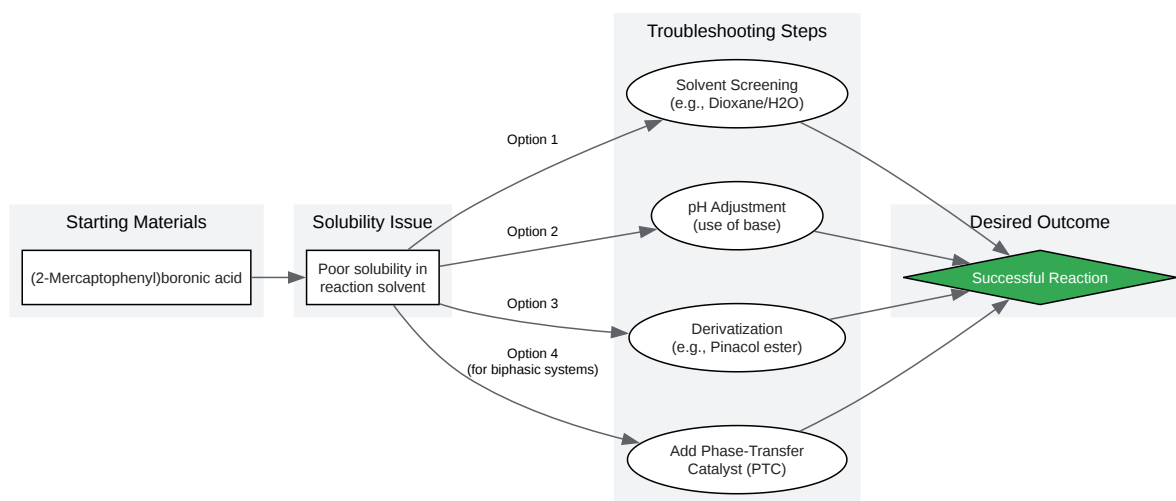 Troubleshooting Steps
Solvent Screening
(e.g., Dioxane/H2O)
Option 1
Starting Materials
Solubility Issue
pH Adjustment
(use of base)
Desired Outcome
Option 2
(2-Mercaptophenyl)boronic acid
Poor solubility in
reaction solvent
Successful Reaction
Option 3
Derivatization
(e.g., Pinacol ester)
Option 4
(for biphasic systems)
Add Phase-Transfer
Catalyst (PTC)